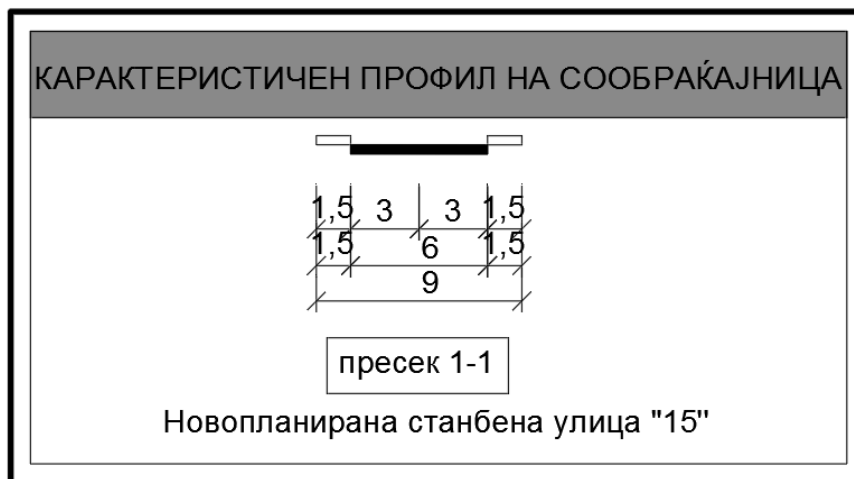 КАРАКТЕРИСТИЧЕН ПРОФИЛ НА СООБРАЌАЈНИЦА
1,5 3 3 1,5
1,5 6 1,5
9
пресек 1-1
Новопланирана станбена улица "15"